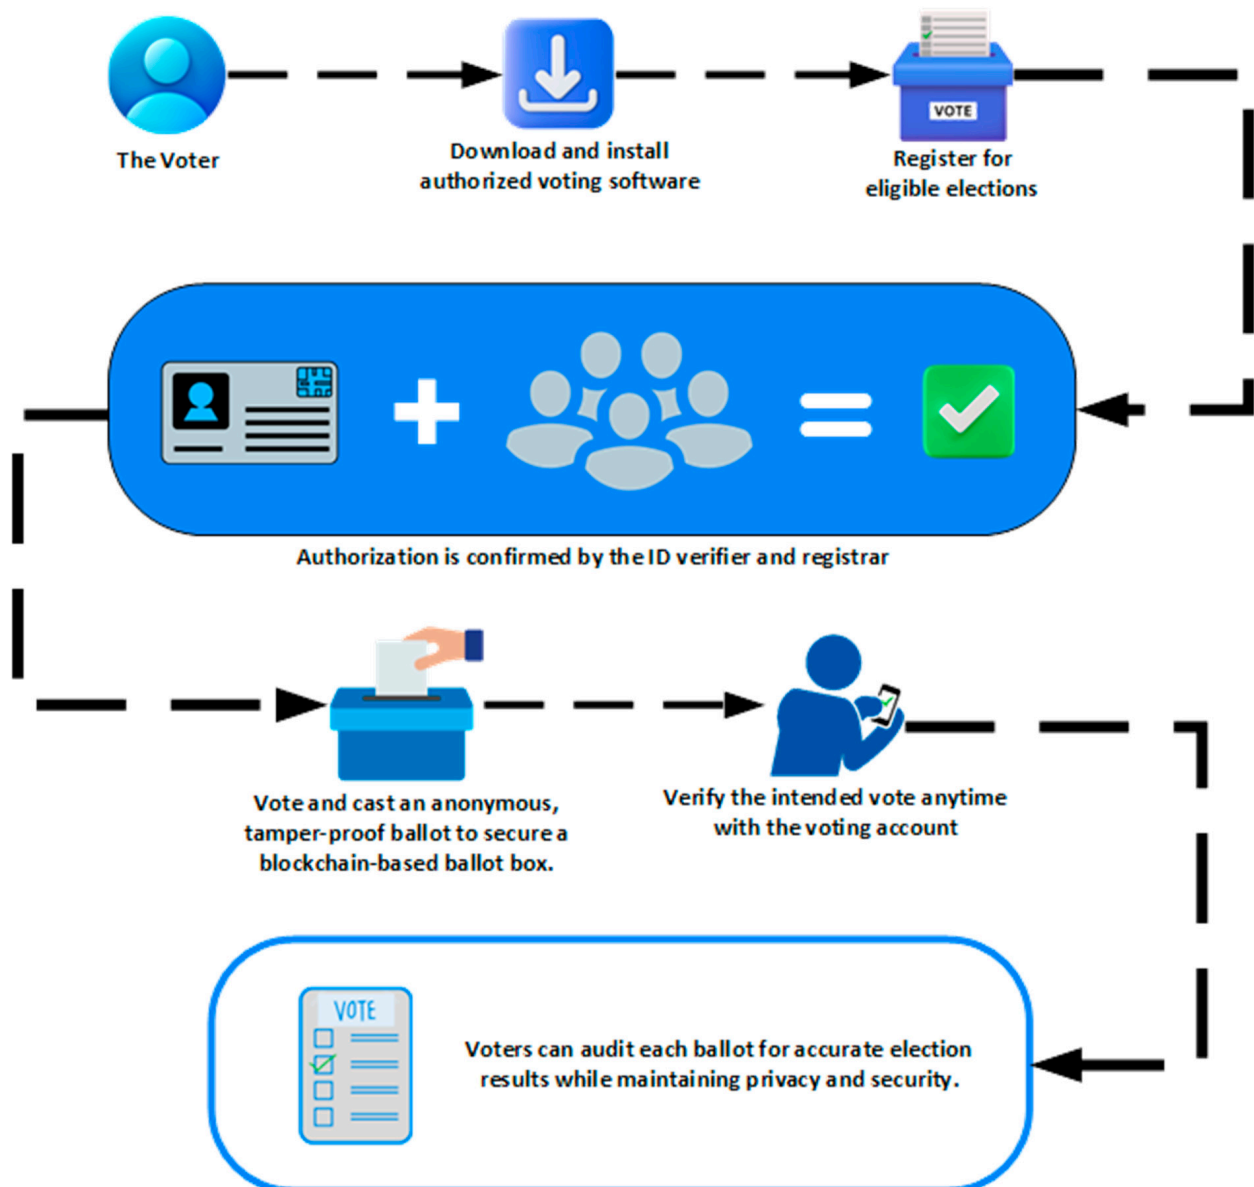 The Voter
Download and install
authorized voting software
VOTE
Register for
eligible elections
Authorization is confirmed by the ID verifier and registrar
Vote and cast an anonymous,
tamper-proof ballot to secure a
blockchain-based ballot box.
Verify the intended vote anytime
with the voting account
VOTE
Voters can audit each ballot for accurate election
results while maintaining privacy and security.